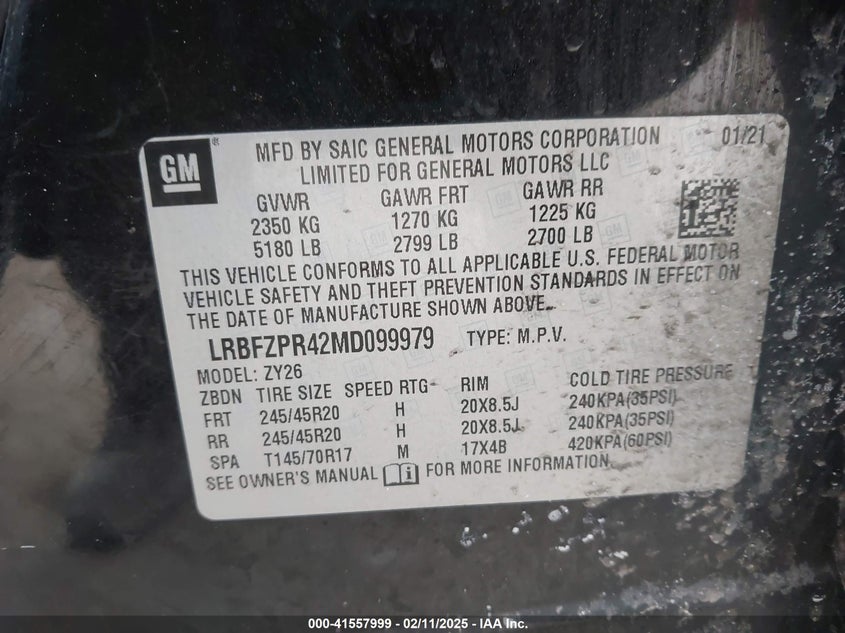 GM
®
MFD BY SAIC GENERAL MOTORS CORPORATION 01/21
LIMITED FOR GENERAL MOTORS LLC
GVWR GAWR FRT GAWR RR
2350 KG 1270 KG 1225 KG
5180 LB 2799 LB 2700 LB
THIS VEHICLE CONFORMS TO ALL APPLICABLE U.S. FEDERAL MOTOR
VEHICLE SAFETY AND THEFT PREVENTION STANDARDS IN EFFECT ON
THE DATE OF MANUFACTURE SHOWN ABOVE.
LRBFZPR42MD099979 TYPE: M.P.V.
MODEL: ZY26
ZBDN TIRE SIZE SPEED RTG RIM COLD TIRE PRESSURE
FRT 245/45R20 H 20X8.5J 240KPA(35PSI)
RR 245/45R20 H 20X8.5J 240KPA(35PSI)
SPA T145/70R17 M 17X4B 420KPA(60PSI)
SEE OWNER'S MANUAL FOR MORE INFORMATION.
000-41557999 - 02/11/2025 - IAA Inc.